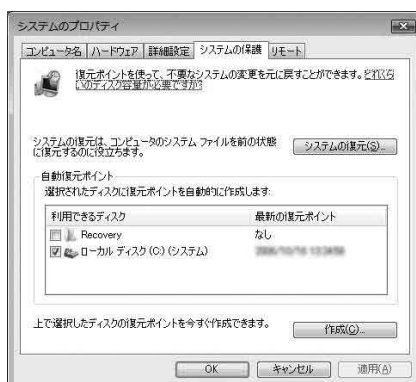 システムのプロパティ
コンピュータ名 ハードウェア 詳細設定 システムの保護 リモート
復元ポイントを使って、不要なシステムの変更を元に戻すことができます。どれくら
いのディスク容量が必要ですか?
システムの復元は、コンピュータのシステム ファイルを前の状態
に復元するのに役立ちます。
システムの復元(S)...
自動復元ポイント
選択されたディスクに復元ポイントを自動的に作成します:
利用できるディスク 最新の復元ポイント
Recovery なし
ローカル ディスク (C:) (システム)
上で選択したディスクの復元ポイントを今すぐ作成できます。
作成(C)...
OK キャンセル 適用(A)